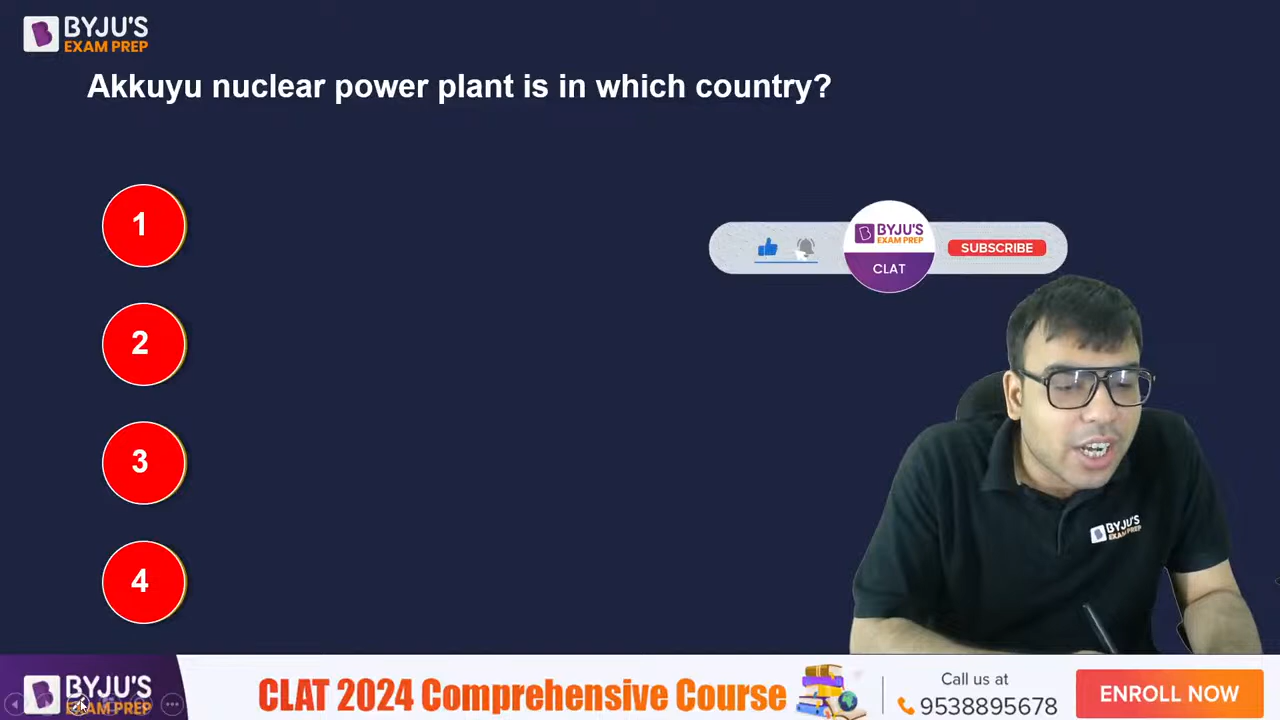 BYJU'S
EXAM PREP
Akkuyu nuclear power plant is in which country?
1
2
3
4
BYJU'S
EXAM PREP
CLAT
SUBSCRIBE
BYJU'S
EXAM PREP
BYJU'S
EXAM PREP
CLAT 2024 Comprehensive Course
Call us at
9538895678
ENROLL NOW